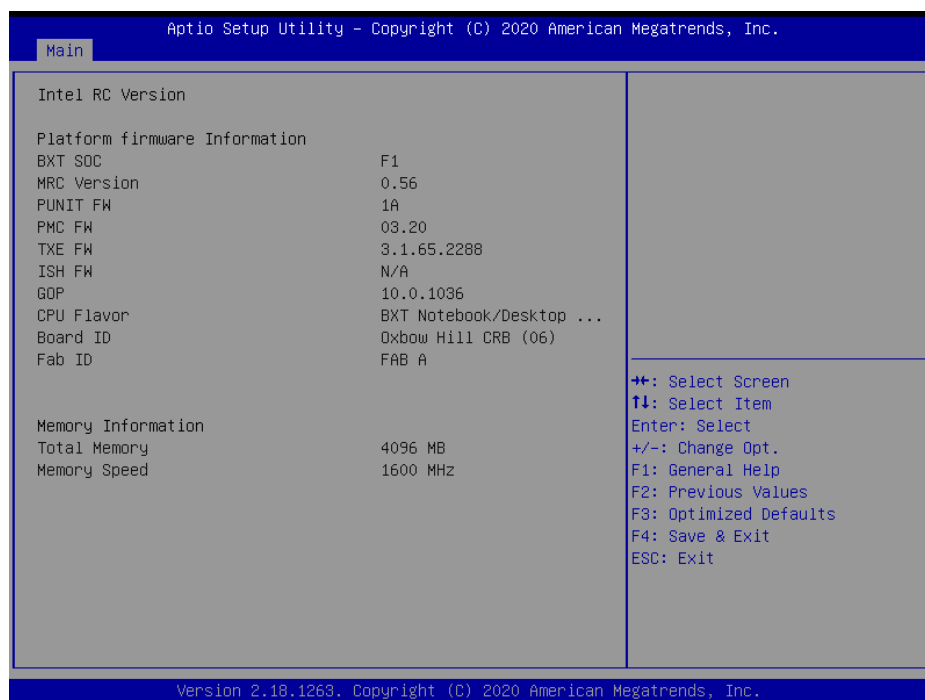 Aptio Setup Utility – Copyright (C) 2020 American Megatrends, Inc.
Main
Intel RC Version
Platform firmware Information
BXT SOC F1
MRC Version 0.56
PUNIT FW 1A
PMC FW 03.20
TXE FW 3.1.65.2288
ISH FW N/A
GOP 10.0.1036
CPU Flavor BXT Notebook/Desktop ...
Board ID Oxbow Hill CRB (06)
Fab ID FAB A
Memory Information
Total Memory 4096 MB
Memory Speed 1600 MHz
→←: Select Screen
↑↓: Select Item
Enter: Select
+/-: Change Opt.
F1: General Help
F2: Previous Values
F3: Optimized Defaults
F4: Save & Exit
ESC: Exit
Version 2.18.1263. Copyright (C) 2020 American Megatrends, Inc.